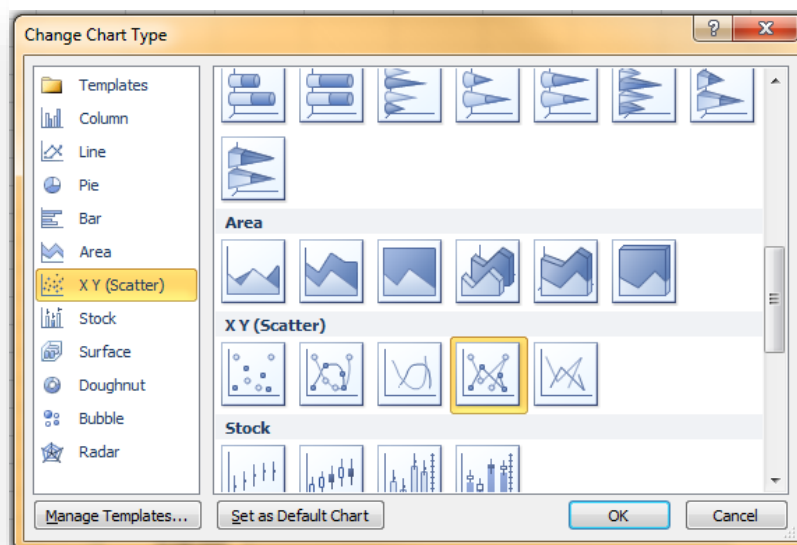 Change Chart Type
?
Templates
Column
Line
Pie
Bar
Area
X Y (Scatter)
Stock
Surface
Doughnut
Bubble
Radar
Area
X Y (Scatter)
Stock
Manage Templates...
Set as Default Chart
OK
Cancel